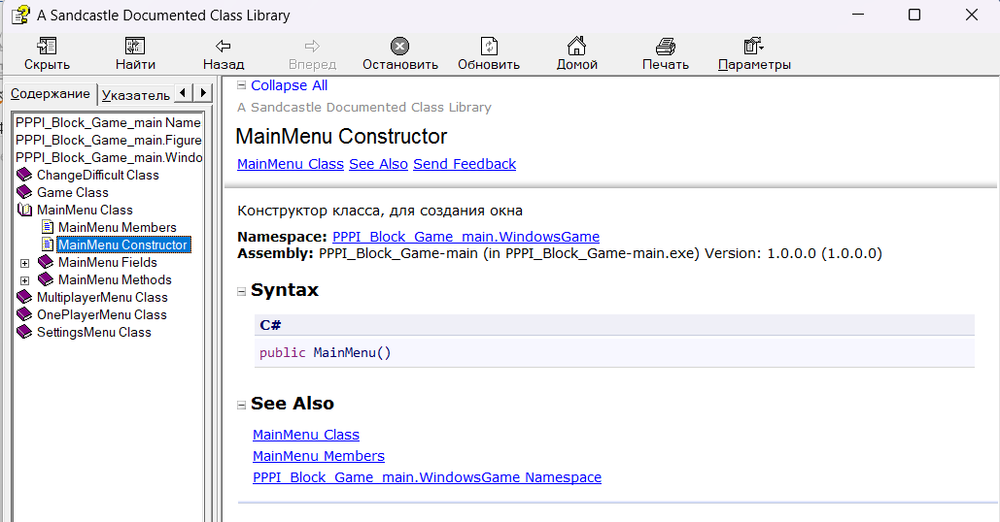 A Sandcastle Documented Class Library
Скрыть Найти Назад Вперед Остановить Обновить Домой Печать Параметры
Содержание Указатель
PPPI_Block_Game_main Name
PPPI_Block_Game_main.Figure
PPPI_Block_Game_main.Windo
ChangeDifficult Class
Game Class
MainMenu Class
MainMenu Members
MainMenu Constructor
MainMenu Fields
MainMenu Methods
MultiplayerMenu Class
OnePlayerMenu Class
SettingsMenu Class
Collapse All
A Sandcastle Documented Class Library
MainMenu Constructor
MainMenu Class See Also Send Feedback
Конструктор класса, для создания окна
Namespace: PPPI_Block_Game_main.WindowsGame
Assembly: PPPI_Block_Game-main (in PPPI_Block_Game-main.exe) Version: 1.0.0.0 (1.0.0.0)
Syntax
C#
public MainMenu()
See Also
MainMenu Class
MainMenu Members
PPPI_Block_Game_main.WindowsGame Namespace